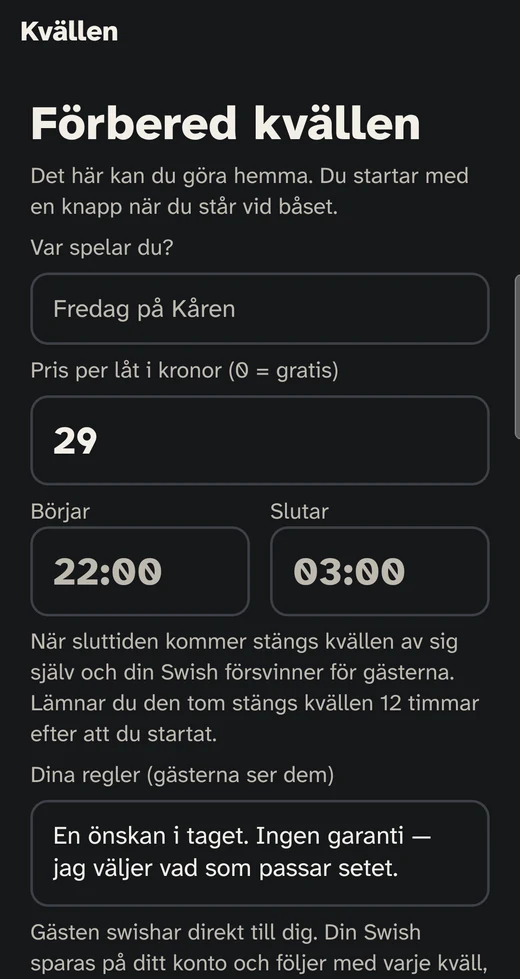 Kvällen
Förbered kvällen
Det här kan du göra hemma. Du startar med
en knapp när du står vid båset.
Var spelar du?
Fredag på Kåren
Pris per låt i kronor (0 = gratis)
29
Börjar
Slutar
22:00
03:00
När sluttiden kommer stängs kvällen av sig
själv och din Swish försvinner för gästerna.
Lämnar du den tom stängs kvällen 12 timmar
efter att du startat.
Dina regler (gästerna ser dem)
En önskan i taget. Ingen garanti —
jag väljer vad som passar setet.
Gästen swishar direkt till dig. Din Swish
sparas på ditt konto och följer med varje kväll,